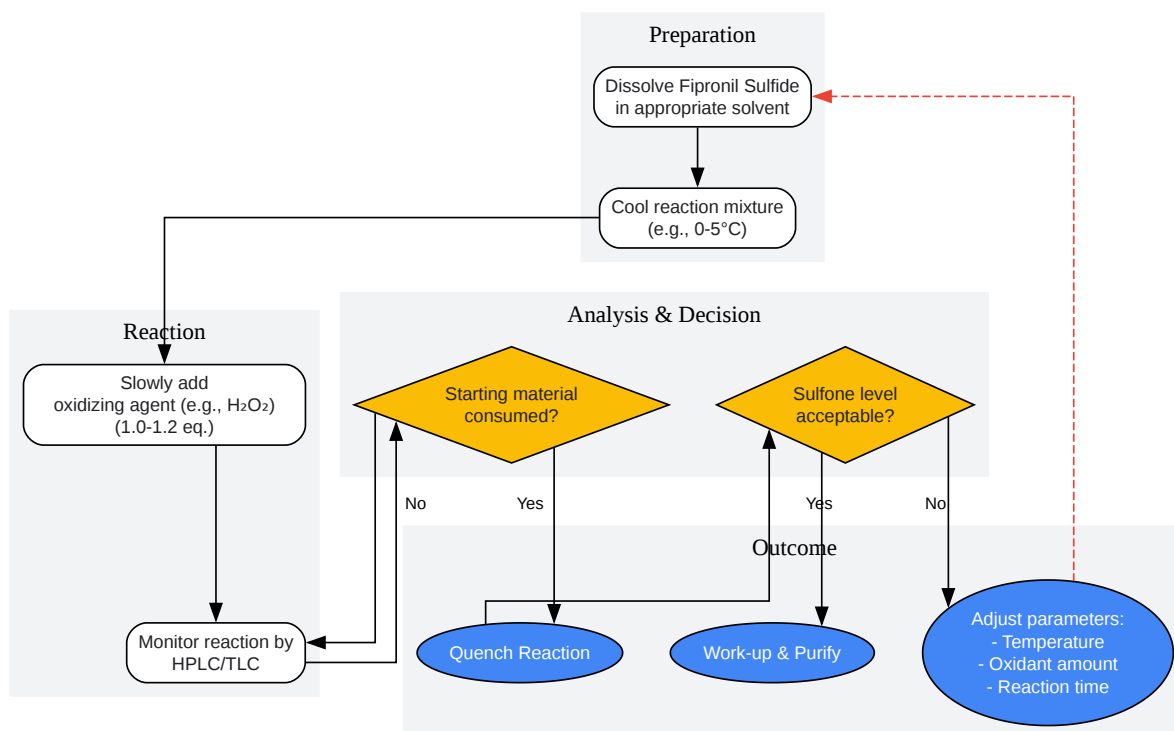 Preparation
Dissolve Fipronil Sulfide
in appropriate solvent
Cool reaction mixture
(e.g., 0-5°C)
Reaction
Slowly add
oxidizing agent (e.g., H₂O₂)
(1.0-1.2 eq.)
Monitor reaction by
HPLC/TLC
Analysis & Decision
Starting material
consumed?
Sulfone level
acceptable?
No
Yes
Yes
No
Outcome
Quench Reaction
Work-up & Purify
Adjust parameters:
- Temperature
- Oxidant amount
- Reaction time